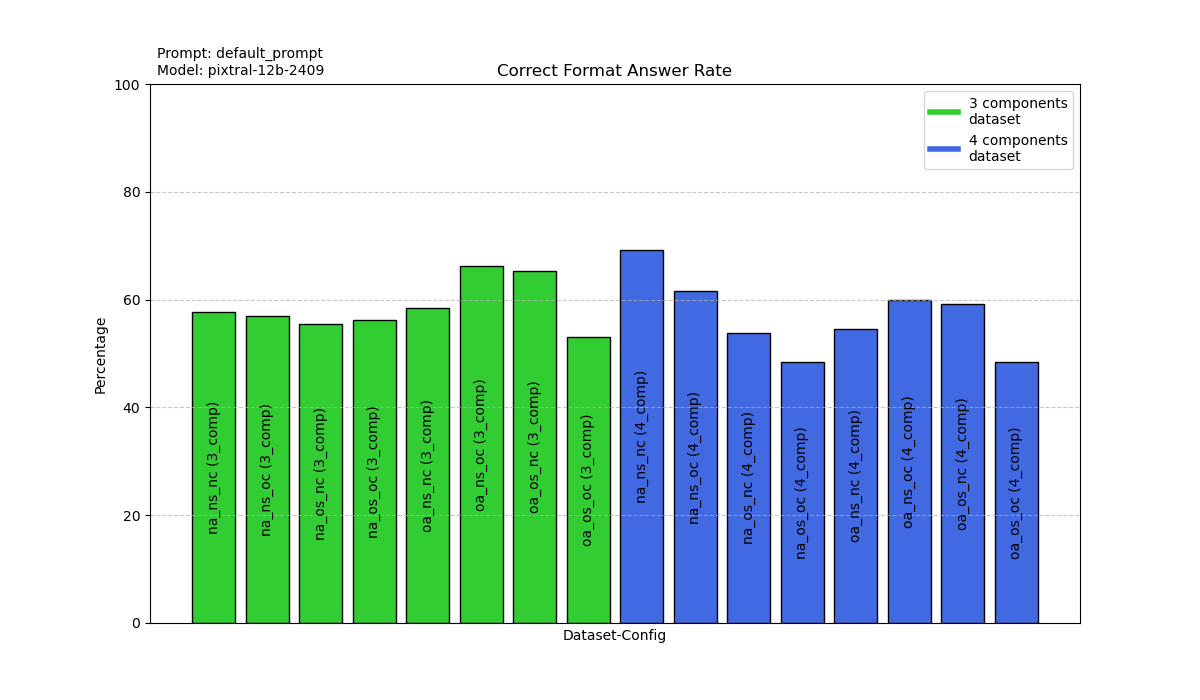 Prompt: default_prompt
Model: pixtral-12b-2409
Correct Format Answer Rate
100
80
60
40
20
0
Percentage
3 components
dataset
4 components
dataset
na_ns_nc (3_comp)
na_ns_oc (3_comp)
na_os_nc (3_comp)
na_os_oc (3_comp)
oa_ns_nc (3_comp)
oa_ns_oc (3_comp)
oa_os_nc (3_comp)
oa_os_oc (3_comp)
na_ns_nc (4_comp)
na_ns_oc (4_comp)
na_os_nc (4_comp)
na_os_oc (4_comp)
oa_ns_nc (4_comp)
oa_ns_oc (4_comp)
oa_os_nc (4_comp)
oa_os_oc (4_comp)
Dataset-Config